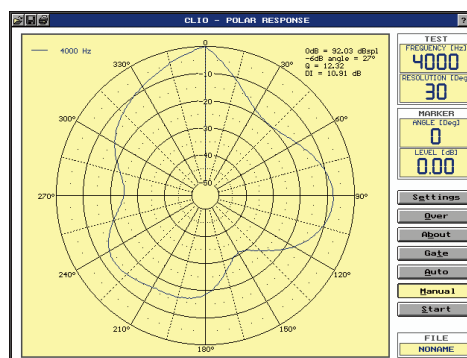 CLIO - POLAR RESPONSE
?
4000 Hz
0dB = 92.03 dBspl
-6dB angle = 27°
Q = 12.32
DI = 10.91 dB
0
330°
30°
-10
-20
300°
60°
-30
-40
-50
270°
90°
240°
120°
210°
150°
180°
TEST
FREQUENCY [Hz]
4000
RESOLUTION [Deg]
30
MARKER
ANGLE [Deg]
0
LEVEL [dB]
0.00
Settings
Over
About
Gate
Auto
Manual
Start
FILE
NONAME